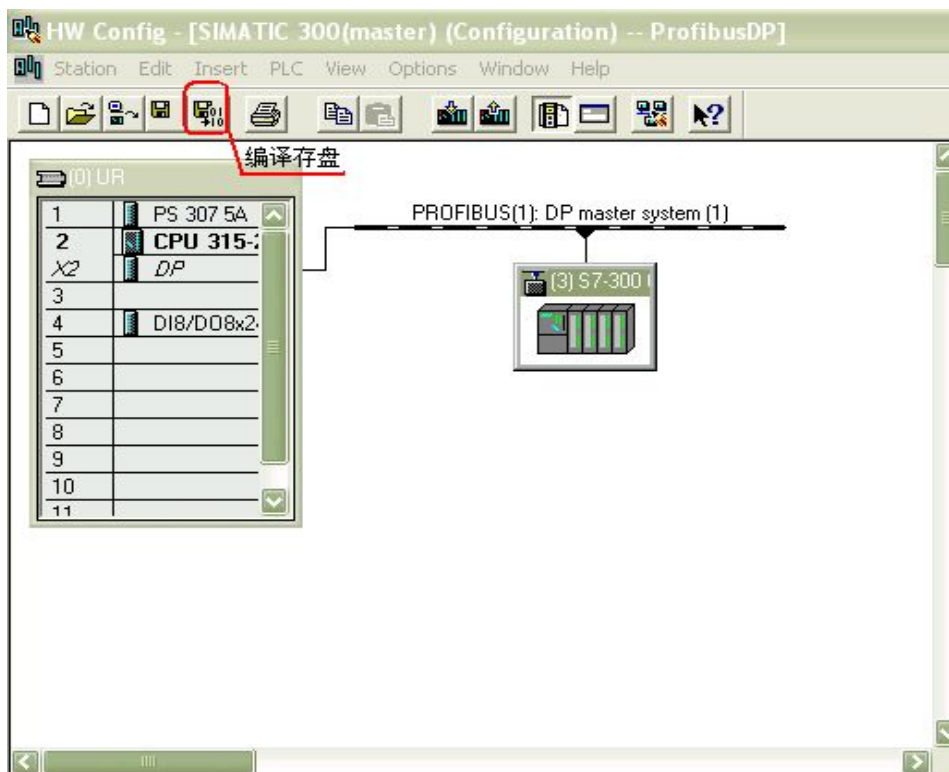 HW Config - [SIMATIC 300(master) (Configuration) -- ProfibusDP]
Station Edit Insert PLC View Options Window Help
编译存盘
(0) UR
1 PS 307 5A
2 CPU 315-2
X2 DP
3
4 DI8/DO8x2
5
6
7
8
9
10
11
PROFIBUS(1): DP master system (1)
(3) S7-300